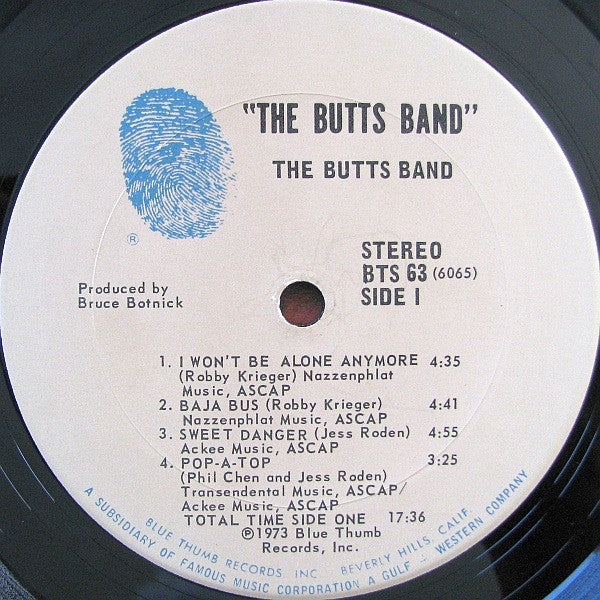 "THE BUTTS BAND"
THE BUTTS BAND
®
STEREO
BTS 63 (6065)
SIDE 1
Produced by
Bruce Botnick
1. I WON'T BE ALONE ANYMORE 4:35
(Robby Krieger) Nazzenphlat
Music, ASCAP
2. BAJA BUS (Robby Krieger) 4:41
Nazzenphlat Music, ASCAP
3. SWEET DANGER (Jess Roden) 4:55
Ackee Music, ASCAP
4. POP-A-TOP 3:25
(Phil Chen and Jess Roden)
Transendental Music, ASCAP/
Ackee Music, ASCAP
TOTAL TIME SIDE ONE 17:36
℗1973 Blue Thumb
Records, Inc.
BLUE THUMB RECORDS INC BEVERLY HILLS, CALIF
A SUBSIDIARY OF FAMOUS MUSIC CORPORATION A GULF + WESTERN COMPANY